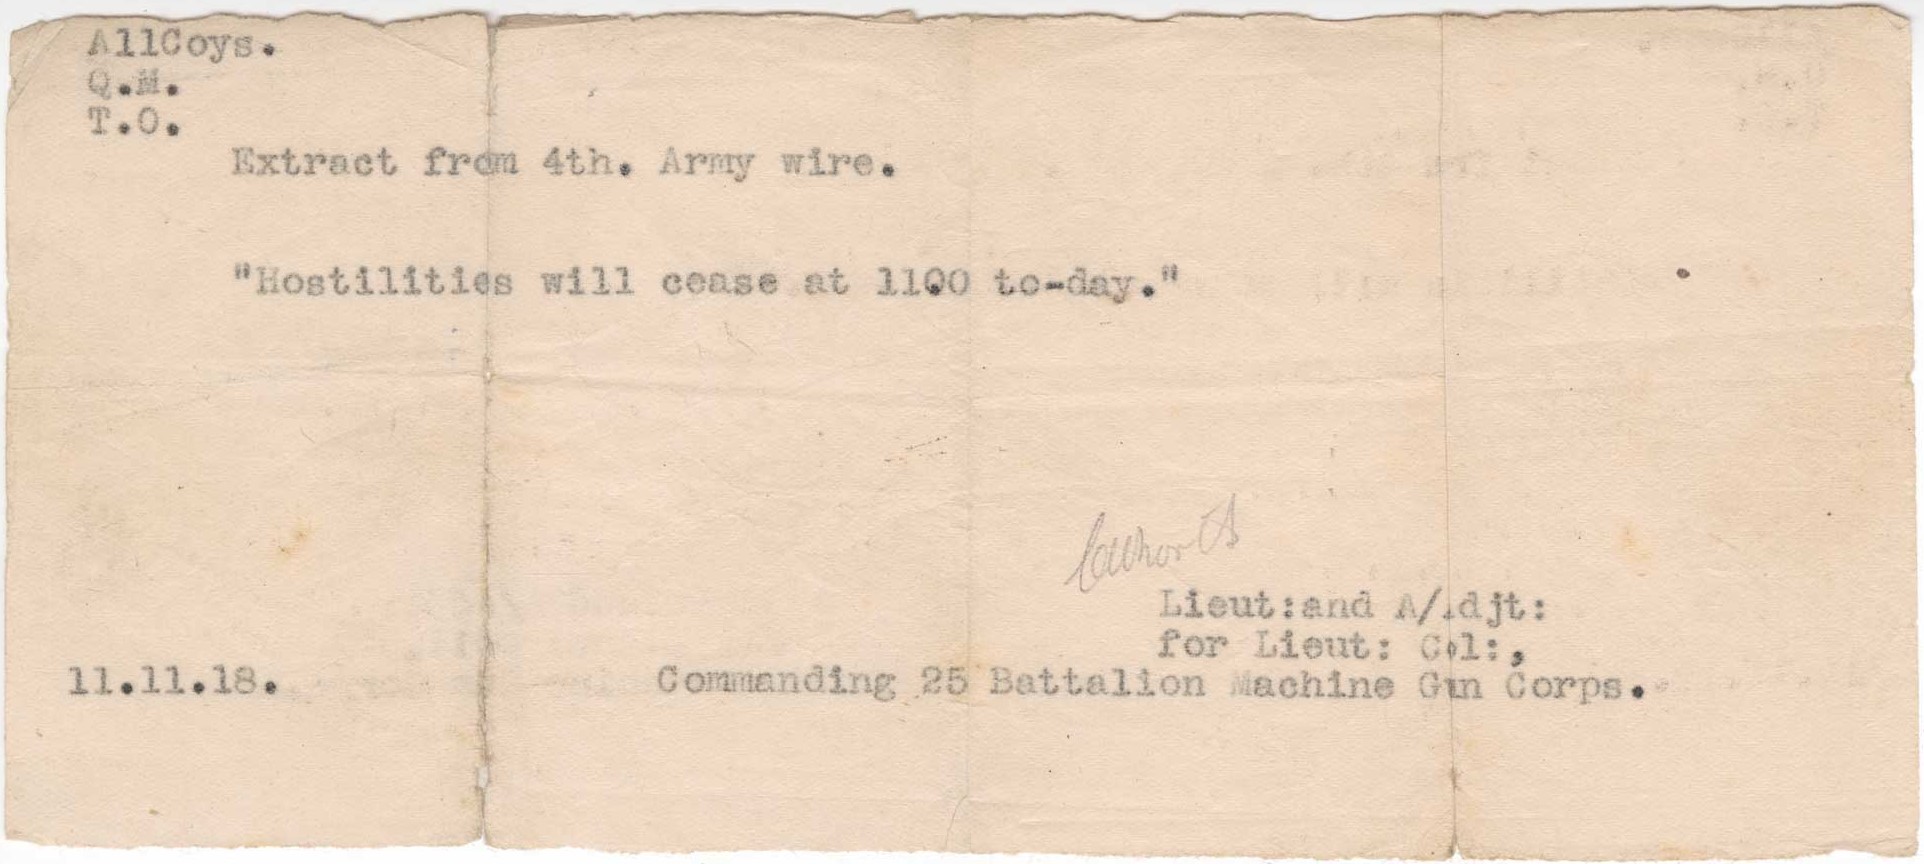 AllCoys.
Q.M.
T.O.
Extract from 4th. Army wire.
"Hostilities will cease at 1100 to-day."
Lieut:and A/Adjt:
for Lieut: Col:,
11.11.18. Commanding 25 Battalion Machine Gun Corps.